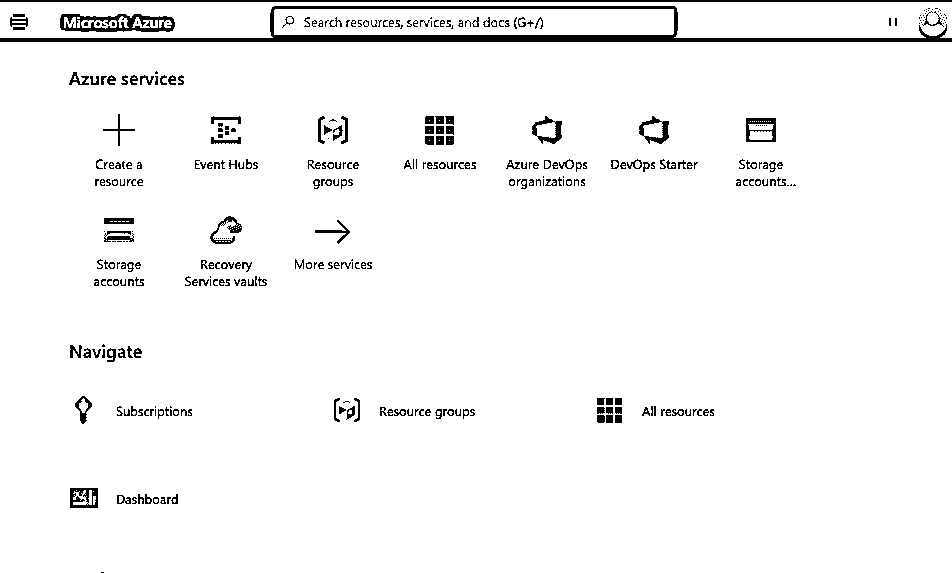 Microsoft Azure
Search resources, services, and docs (G+/)
Azure services
Create a
resource
Event Hubs
Resource
groups
All resources
Azure DevOps
organizations
DevOps Starter
Storage
accounts...
Storage
accounts
Recovery
Services vaults
More services
Navigate
Subscriptions
Resource groups
All resources
Dashboard